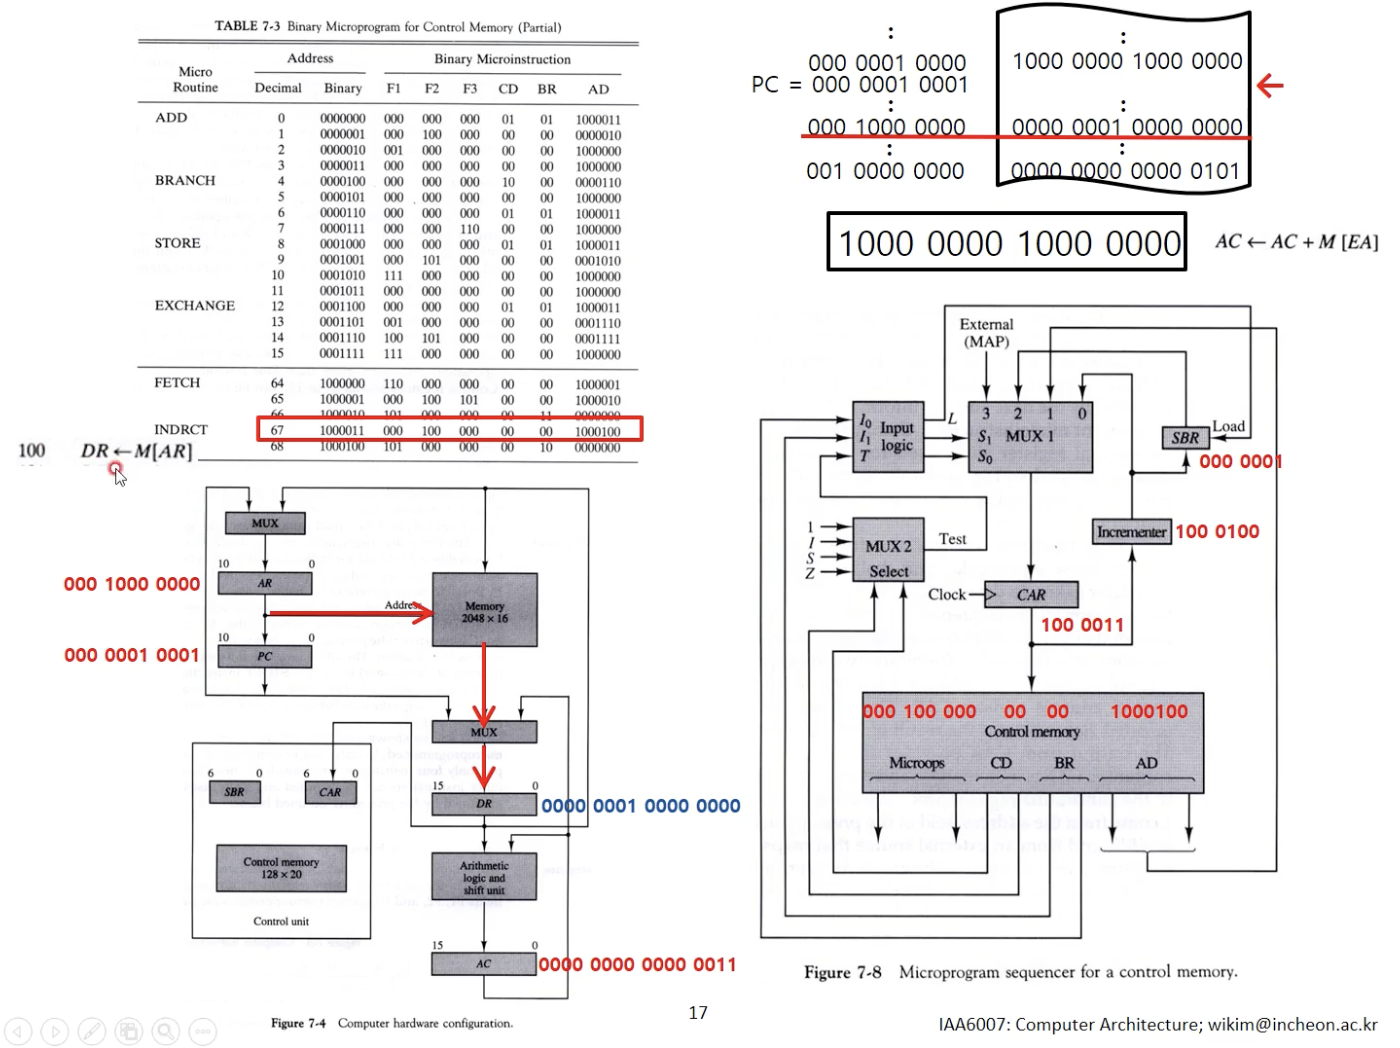 TABLE 7-3 Binary Microprogram for Control Memory (Partial)
Micro Routine Address Binary Microinstruction
Decimal Binary F1 F2 F3 CD BR AD
ADD 0 0000000 000 000 000 01 01 1000011
1 0000001 000 100 000 00 00 0000010
2 0000010 001 000 000 00 00 1000000
3 0000011 000 000 000 00 00 1000000
BRANCH 4 0000100 000 000 000 10 00 0000110
5 0000101 000 000 000 00 00 1000000
6 0000110 000 000 000 01 01 1000011
7 0000111 000 000 110 00 00 1000000
STORE 8 0001000 000 000 000 01 01 1000011
9 0001001 000 101 000 00 00 0001010
10 0001010 111 000 000 00 00 1000000
11 0001011 000 000 000 00 00 1000000
EXCHANGE 12 0001100 000 000 000 01 01 1000011
13 0001101 001 000 000 00 00 0001110
14 0001110 100 101 000 00 00 0001111
15 0001111 111 000 000 00 00 1000000
FETCH 64 1000000 110 000 000 00 00 1000001
65 1000001 000 100 101 00 00 1000010
66 1000010 101 000 000 00 11 0000000
INDRCT 67 1000011 000 100 000 00 00 1000100
68 1000100 101 000 000 00 10 0000000
100 DR ← M[AR]
:
000 0001 0000 1000 0000 1000 0000
PC = 000 0001 0001
:
000 1000 0000 0000 0001 0000 0000
:
001 0000 0000 0000 0000 0000 0101
1000 0000 1000 0000
AC ← AC + M [EA]
MUX
10 0
AR
000 1000 0000
Address
Memory
2048 × 16
10 0
PC
000 0001 0001
MUX
15 0
DR
0000 0001 0000 0000
6 0 6 0
SBR CAR
Control memory
128 × 20
Control unit
Arithmetic
logic and
shift unit
15 0
AC
0000 0000 0000 0011
Figure 7-4 Computer hardware configuration.
External
(MAP)
I0
I1
T
Input
logic
L
3 2 1 0
S1
S0
MUX 1
SBR
Load
000 0001
1
I
S
Z
MUX 2
Select
Test
Incrementer
100 0100
Clock
CAR
100 0011
000 100 000 00 00 1000100
Control memory
Microops CD BR AD
Figure 7-8 Microprogram sequencer for a control memory.
17
IAA6007: Computer Architecture; wikim@incheon.ac.kr